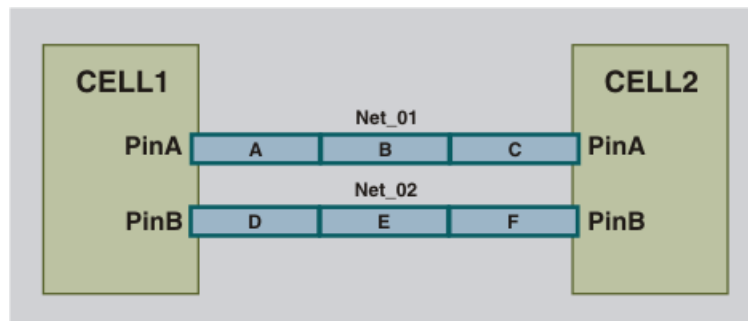 CELL1 CELL2
Net_01
PinA A B C PinA
Net_02
PinB D E F PinB